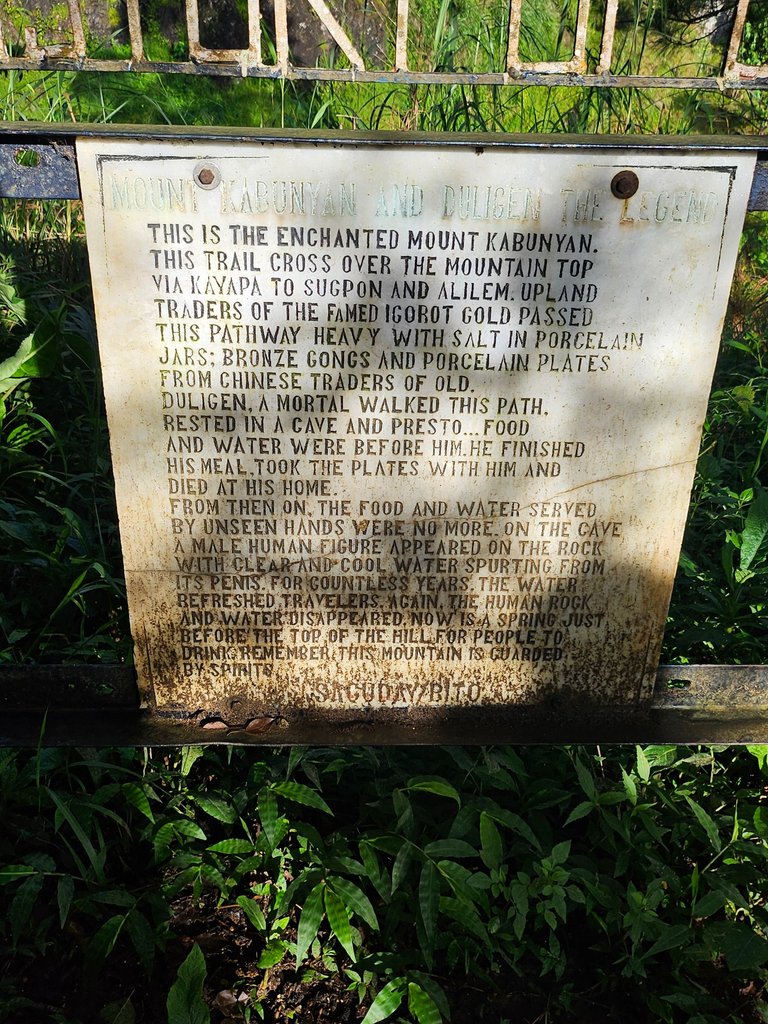 MOUNT KABUNYAN AND DULIGEN THE LEGEND
THIS IS THE ENCHANTED MOUNT KABUNYAN.
THIS TRAIL CROSS OVER THE MOUNTAIN TOP
VIA KAYAPA TO SUGPON AND ALILEM. UPLAND
TRADERS OF THE FAMED IGOROT GOLD PASSED
THIS PATHWAY HEAVY WITH SALT IN PORCELAIN
JARS; BRONZE GONGS AND PORCELAIN PLATES
FROM CHINESE TRADERS OF OLD.
DULIGEN, A MORTAL WALKED THIS PATH,
RESTED IN A CAVE AND PRESTO... FOOD
AND WATER WERE BEFORE HIM. HE FINISHED
HIS MEAL, TOOK THE PLATES WITH HIM AND
DIED AT HIS HOME.
FROM THEN ON, THE FOOD AND WATER SERVED
BY UNSEEN HANDS WERE NO MORE. ON THE CAVE
A MALE HUMAN FIGURE APPEARED ON THE ROCK
WITH CLEAR AND COOL WATER SPURTING FROM
ITS PENIS. FOR COUNTLESS YEARS, THE WATER
REFRESHED TRAVELERS. AGAIN, THE HUMAN ROCK
AND WATER DISAPPEARED. NOW IS A SPRING JUST
BEFORE THE TOP OF THE HILL FOR PEOPLE TO
DRINK. REMEMBER, THIS MOUNTAIN IS GUARDED
BY SPIRITS